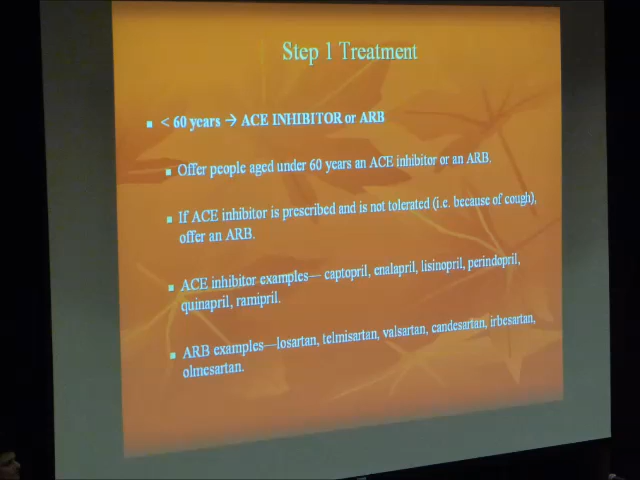 Step 1 Treatment
< 60 years → ACE INHIBITOR or ARB
Offer people aged under 60 years an ACE inhibitor or an ARB.
If ACE inhibitor is prescribed and is not tolerated (i.e. because of cough),
offer an ARB.
ACE inhibitor examples— captopril, enalapril, lisinopril, perindopril,
quinapril, ramipril.
ARB examples—losartan, telmisartan, valsartan, candesartan, irbesartan,
olmesartan.